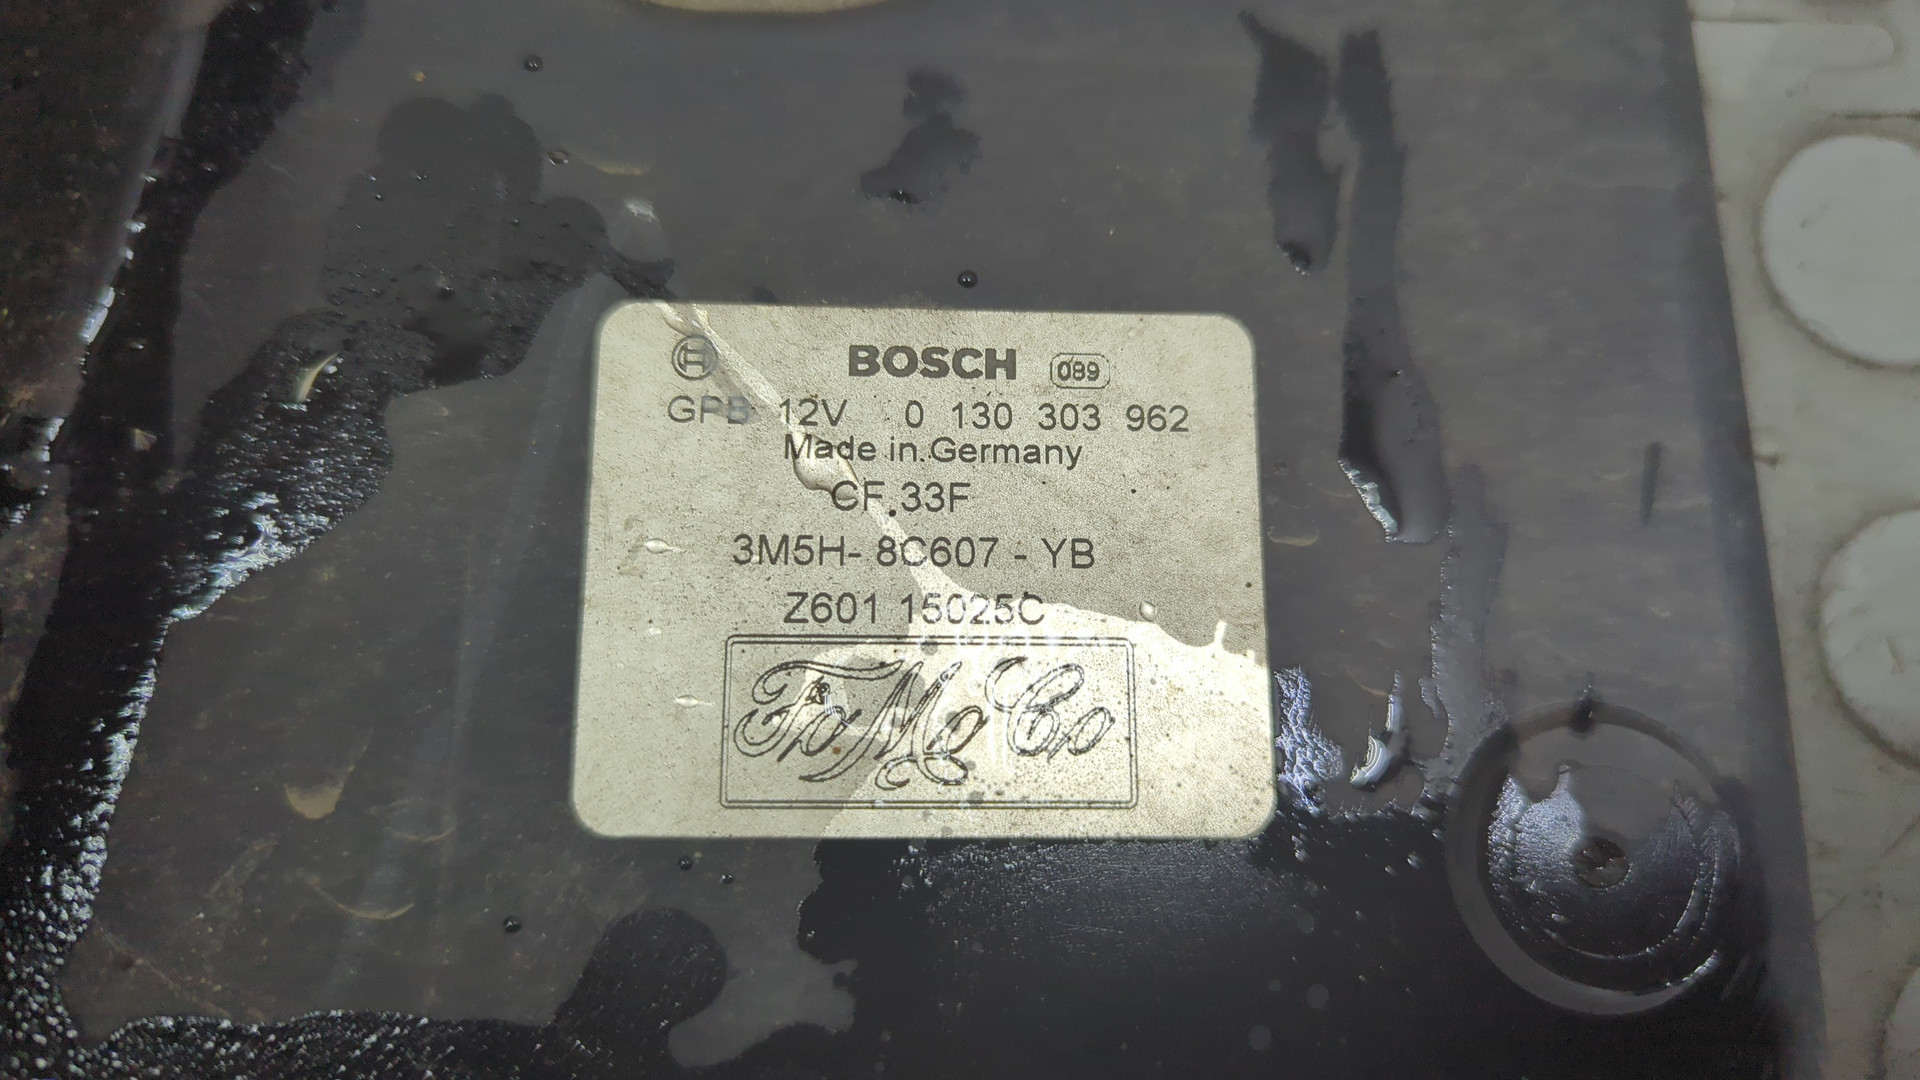 BOSCH 089
GPB 12V 0 130 303 962
Made in Germany
CF.33F
3M5H- 8C607 - YB
Z601 15025C
FoMoCo